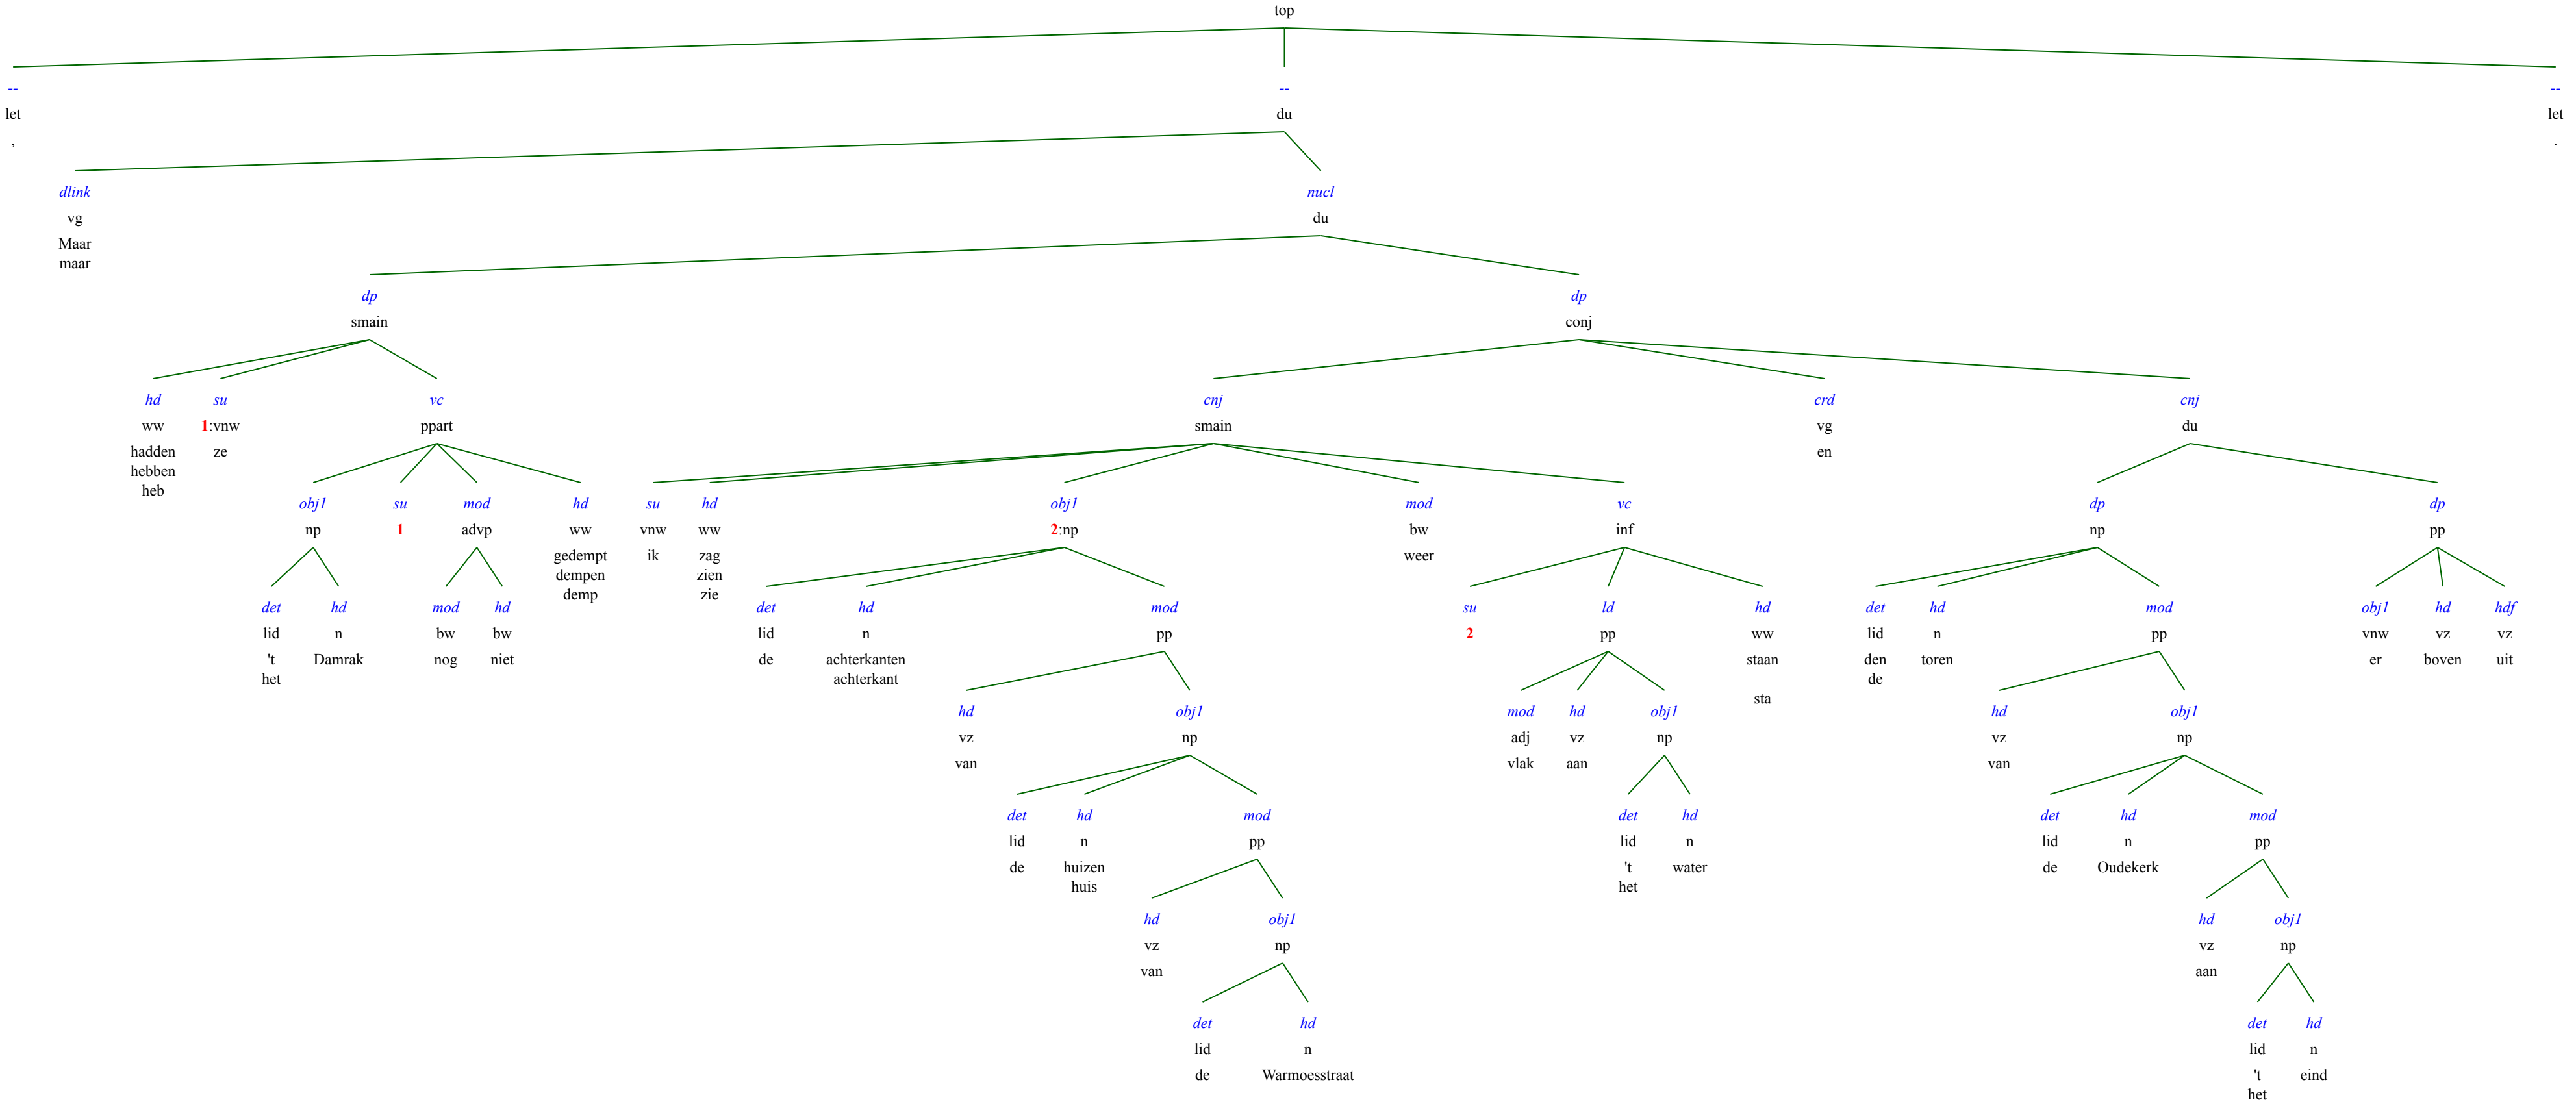 top
-- -- --
let du let
, .
dlink nucl
vg du
Maar
maar
dp dp
smain conj
hd su vc cnj crd cnj
ww 1:vnw ppart smain vg du
hadden ze en
hebben
heb
obj1 su mod hd su hd obj1 mod vc dp dp
np 1 advp ww vnw ww 2:np bw inf np pp
gedempt ik zag weer
dempen zien
demp zie
det hd mod hd det hd mod su ld hd det hd mod obj1 hd hdf
lid n bw bw lid n pp 2 pp ww lid n pp vnw vz vz
't Damrak nog niet de achterkanten staan den toren er boven uit
het achterkant de
sta
hd obj1 mod hd obj1 hd obj1
vz np adj vz np vz np
van vlak aan van
det hd mod det hd det hd mod
lid n pp lid n lid n pp
de huizen 't water de Oudekerk
huis het
hd obj1 hd obj1
vz np vz np
van aan
det hd det hd
lid n lid n
de Warmoesstraat 't eind
het